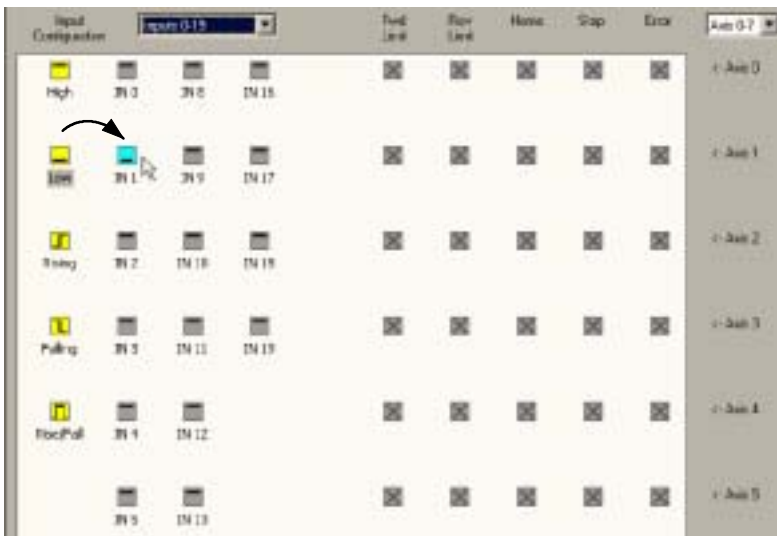 Input Configuration
Inputs 0-19
Fwd Limit
Rev Limit
Home
Stop
Error
Axis 0-7
High IN 0 IN 8 IN 16 <- Axis 0
Low IN 1 IN 9 IN 17 <- Axis 1
Rising IN 2 IN 10 IN 18 <- Axis 2
Falling IN 3 IN 11 IN 19 <- Axis 3
Rise/Fall IN 4 IN 12 <- Axis 4
IN 5 IN 13 <- Axis 5